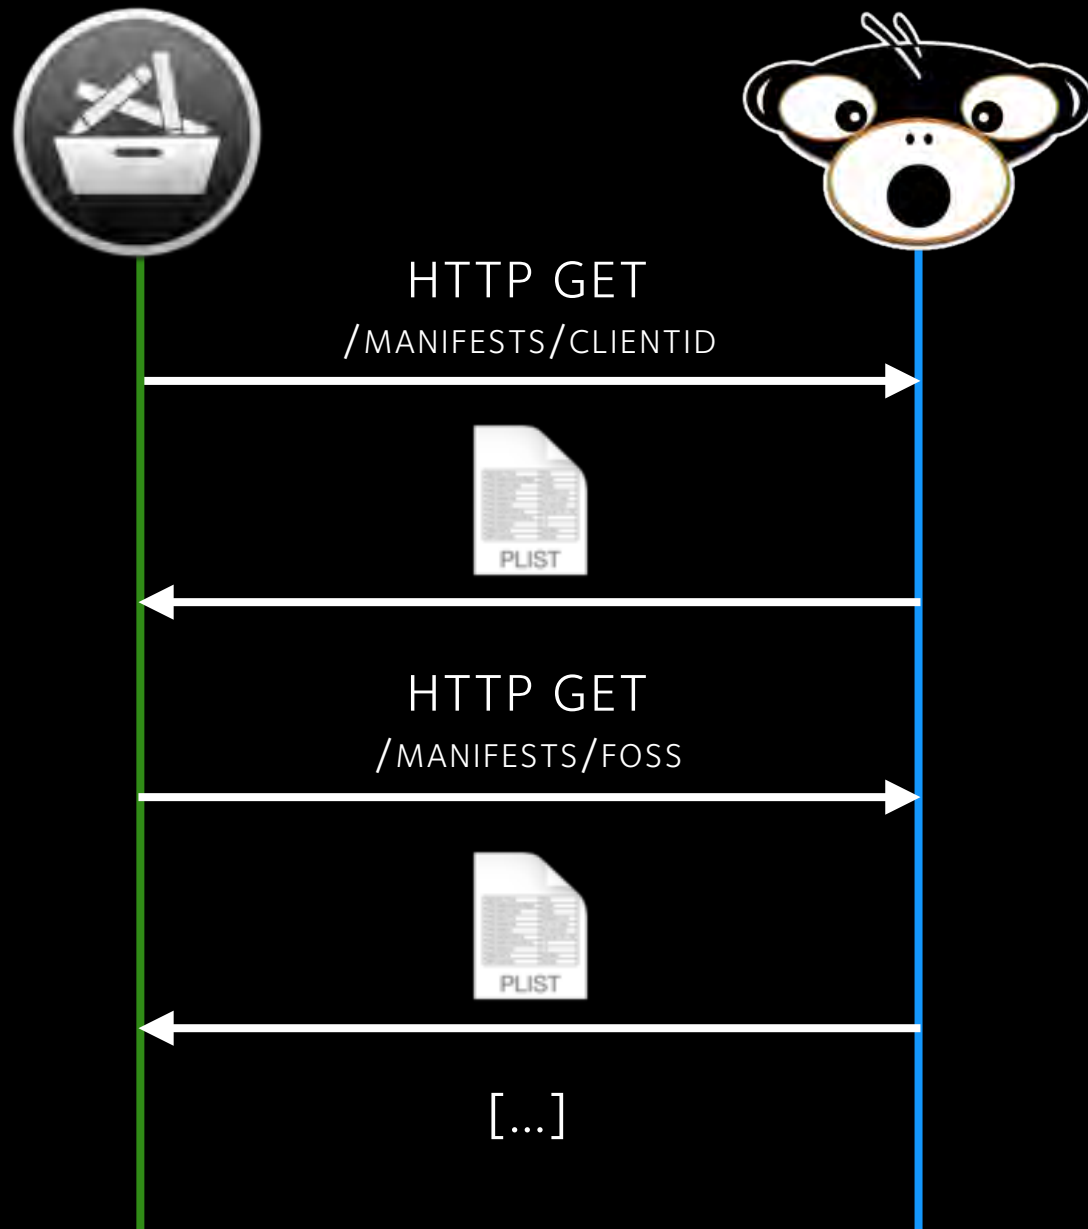 HTTP GET
/MANIFESTS/CLIENTID
PLIST
HTTP GET
/MANIFESTS/FOSS
PLIST
[...]